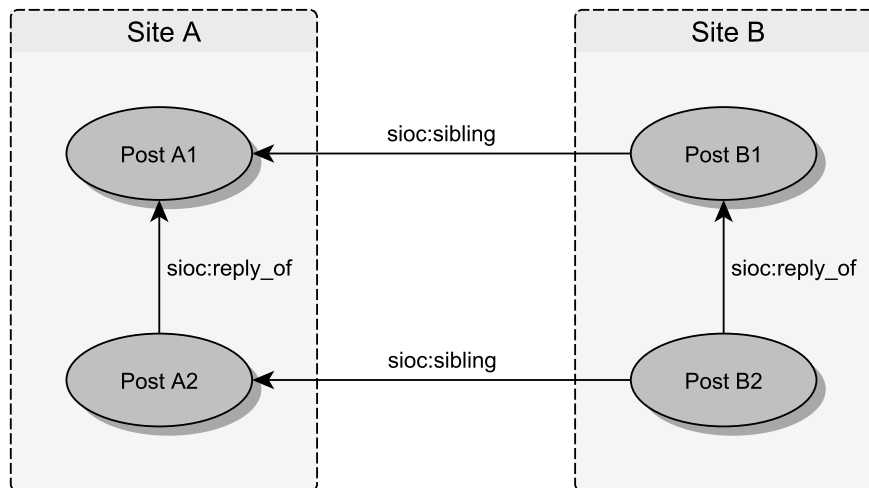 Site A
Site B
sioc:sibling
Post A1
Post B1
sioc:reply_of
sioc:reply_of
sioc:sibling
Post A2
Post B2